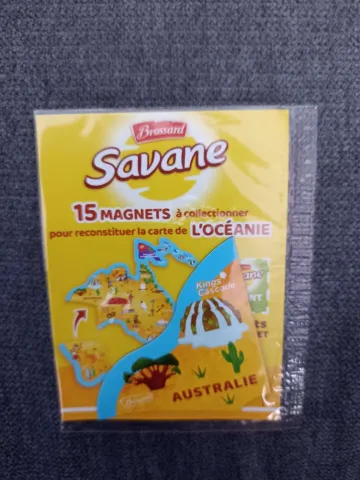 Brossard
Savane
15 MAGNETS à collectionner
pour reconstituer la carte de L'OCÉANIE
Kings
Cascade
AUSTRALIE